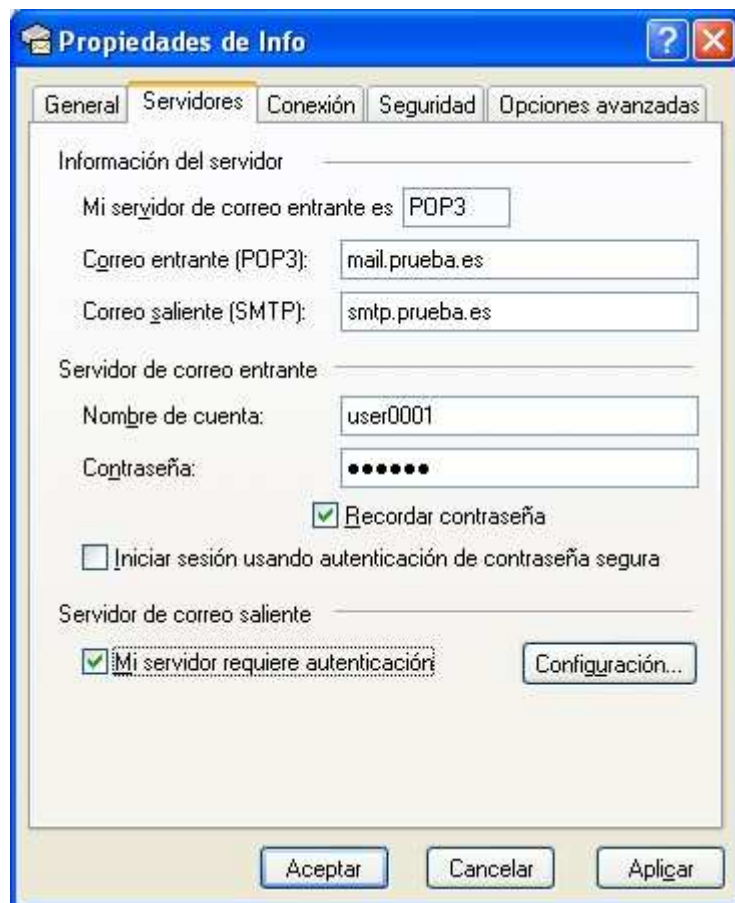 Propiedades de Info
General Servidores Conexión Seguridad Opciones avanzadas
Información del servidor
Mi servidor de correo entrante es POP3
Correo entrante (POP3): mail.prueba.es
Correo saliente (SMTP): smtp.prueba.es
Servidor de correo entrante
Nombre de cuenta: user0001
Contraseña: ●●●●●●
Recordar contraseña
Iniciar sesión usando autenticación de contraseña segura
Servidor de correo saliente
Mi servidor requiere autenticación Configuración...
Aceptar Cancelar Aplicar